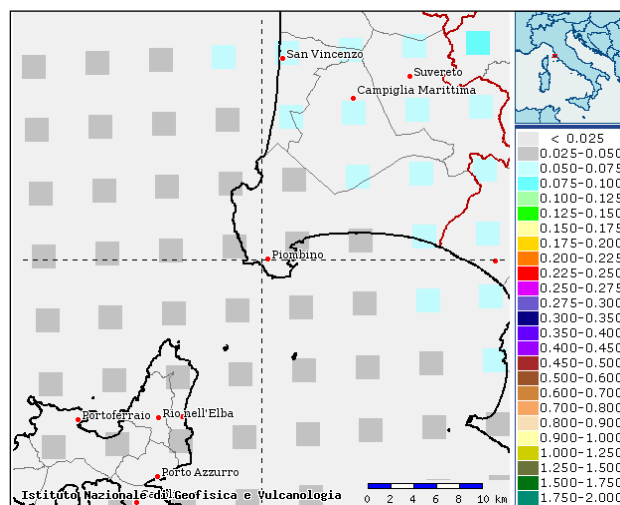 San Vincenzo
Suvereto
Campiglia Marittima
Piombino
Portoferraio
Rio nell'Elba
Porto Azzurro
Istituto Nazionale di Geofisica e Vulcanologia
0 2 4 6 8 10 km
< 0.025
0.025-0.050
0.050-0.075
0.075-0.100
0.100-0.125
0.125-0.150
0.150-0.175
0.175-0.200
0.200-0.225
0.225-0.250
0.250-0.275
0.275-0.300
0.300-0.350
0.350-0.400
0.400-0.450
0.450-0.500
0.500-0.600
0.600-0.700
0.700-0.800
0.800-0.900
0.900-1.000
1.000-1.250
1.250-1.500
1.500-1.750
1.750-2.000